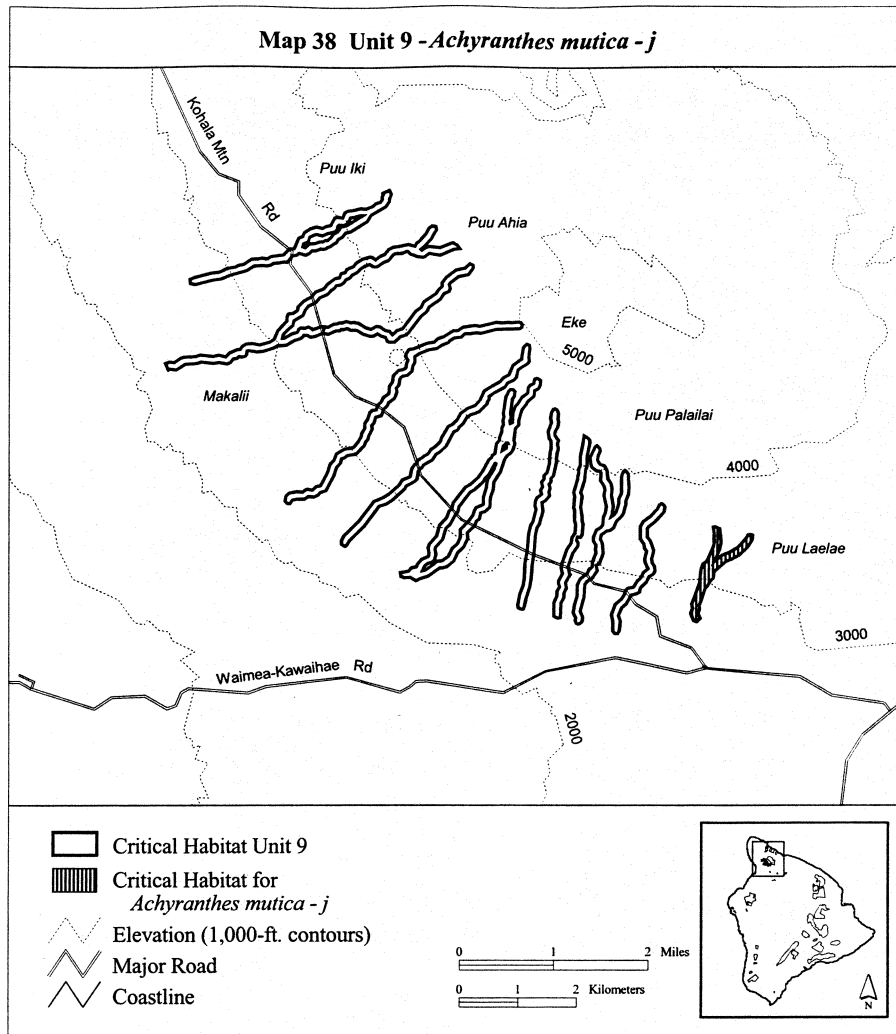 Map 38 Unit 9 - Achyranthes mutica - j
Kohala Mtn
Rd
Puu Iki
Puu Ahia
Eke
5000
Makalii
Puu Palailai
4000
Puu Laelae
3000
Waimea-Kawaihae Rd
2000
Critical Habitat Unit 9
Critical Habitat for
Achyranthes mutica - j
Elevation (1,000-ft. contours)
Major Road
Coastline
0 1 2 Miles
0 1 2 Kilometers
N